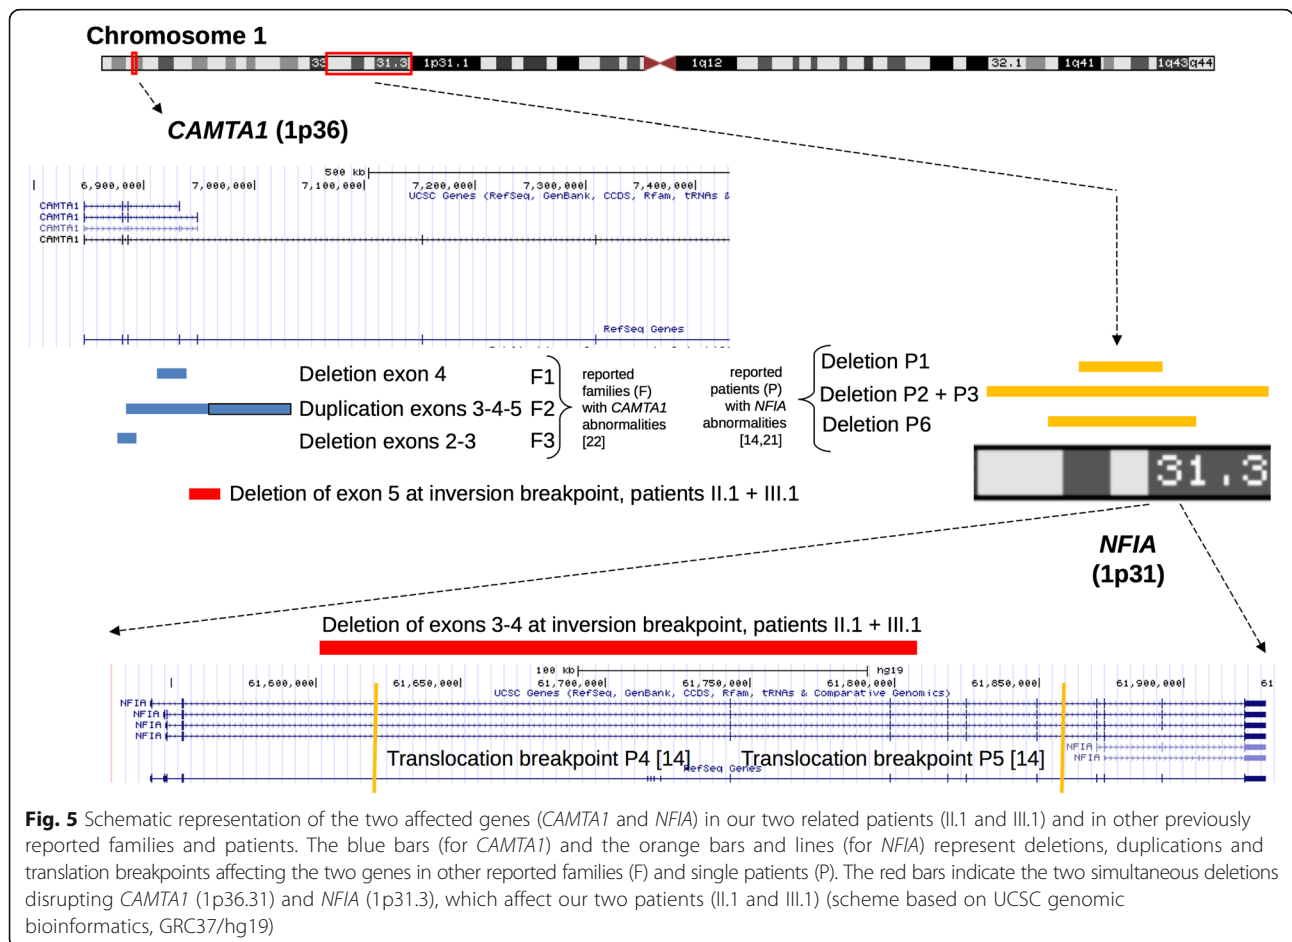 Chromosome 1
33 31.3 1p31.1 1q12 32.1 1q41 1q43 q44
CAMTA1 (1p36)
500 kb
6,900,000| 7,000,000| 7,100,000| 7,200,000| 7,300,000| 7,400,000|
UCSC Genes (RefSeq, GenBank, CCDS, Rfam, tRNAs &
CAMTA1
CAMTA1
CAMTA1
CAMTA1
RefSeq Genes
Deletion exon 4 F1
Duplication exons 3-4-5 F2
Deletion exons 2-3 F3
reported
families (F)
with CAMTA1
abnormalities
[22]
reported
patients (P)
with NFIA
abnormalities
[14,21]
Deletion P1
Deletion P2 + P3
Deletion P6
31.3
Deletion of exon 5 at inversion breakpoint, patients II.1 + III.1
NFIA
(1p31)
Deletion of exons 3-4 at inversion breakpoint, patients II.1 + III.1
100 kb hg19
61,600,000| 61,650,000| 61,700,000| 61,750,000| 61,800,000| 61,850,000| 61,900,000| 61
UCSC Genes (RefSeq, GenBank, CCDS, Rfam, tRNAs & Comparative Genomics)
NFIA
NFIA
NFIA
NFIA
NFIA
NFIA
Translocation breakpoint P4 [14] Translocation breakpoint P5 [14]
RefSeq Genes
Fig. 5 Schematic representation of the two affected genes (CAMTA1 and NFIA) in our two related patients (II.1 and III.1) and in other previously
reported families and patients. The blue bars (for CAMTA1) and the orange bars and lines (for NFIA) represent deletions, duplications and
translation breakpoints affecting the two genes in other reported families (F) and single patients (P). The red bars indicate the two simultaneous deletions
disrupting CAMTA1 (1p36.31) and NFIA (1p31.3), which affect our two patients (II.1 and III.1) (scheme based on UCSC genomic
bioinformatics, GRC37/hg19)